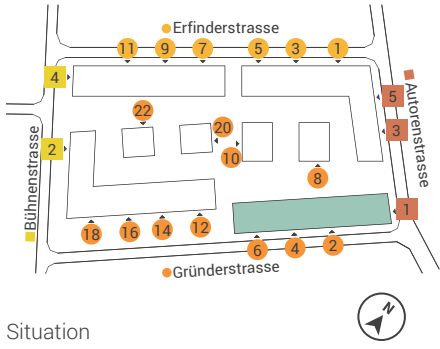 Erfinderstrasse
11 9 7 5 3 1
4
5
Autorenstrasse
22
20
3
2
10
8
Bühnenstrasse
1
18 16 14 12
6 4 2
Gründerstrasse
N
Situation